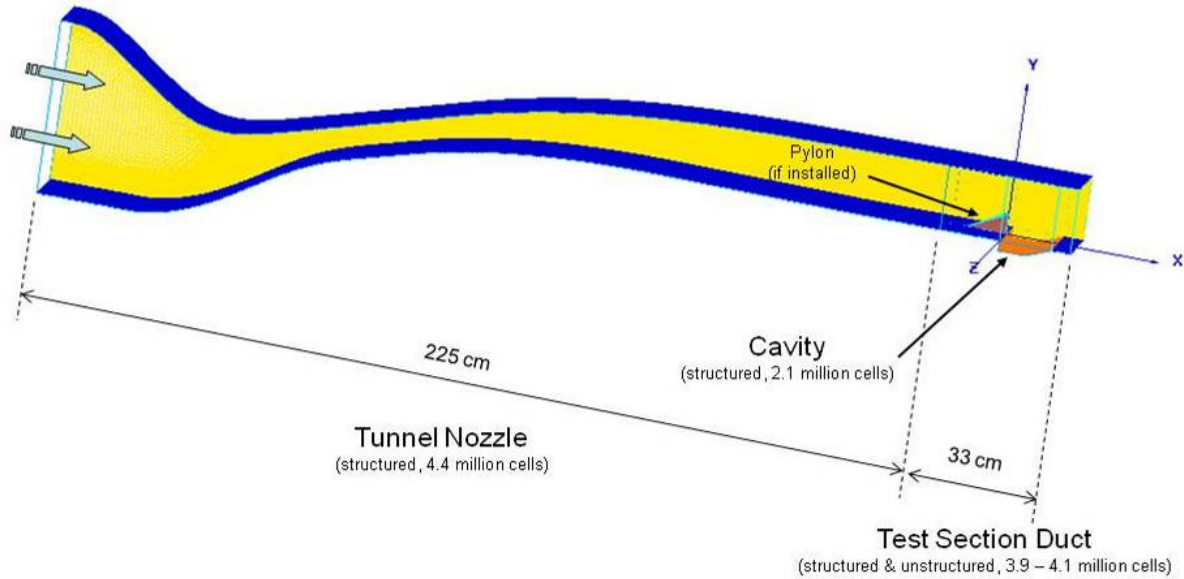 Y
Pylon
(if installed)
X
Z
Cavity
(structured, 2.1 million cells)
225 cm
Tunnel Nozzle
(structured, 4.4 million cells)
33 cm
Test Section Duct
(structured & unstructured, 3.9 – 4.1 million cells)